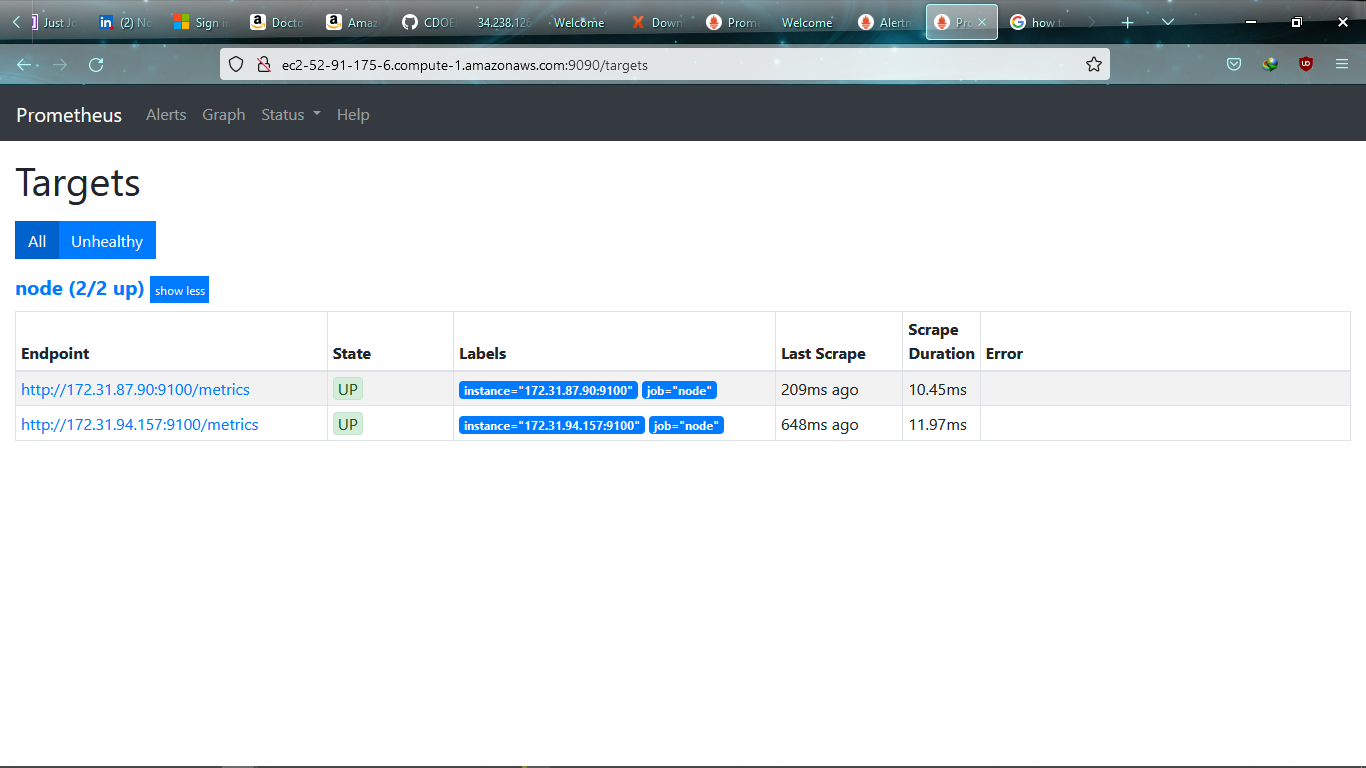 Just Jo (2) No Sign i Docto Amaz CDOE 34.238.126 Welcome Down Prome Welcome Alertm Pro how t
ec2-52-91-175-6.compute-1.amazonaws.com:9090/targets
Prometheus Alerts Graph Status Help
Targets
All Unhealthy
node (2/2 up) show less
Endpoint State Labels Last Scrape Scrape Duration Error
http://172.31.87.90:9100/metrics UP instance="172.31.87.90:9100" job="node" 209ms ago 10.45ms
http://172.31.94.157:9100/metrics UP instance="172.31.94.157:9100" job="node" 648ms ago 11.97ms